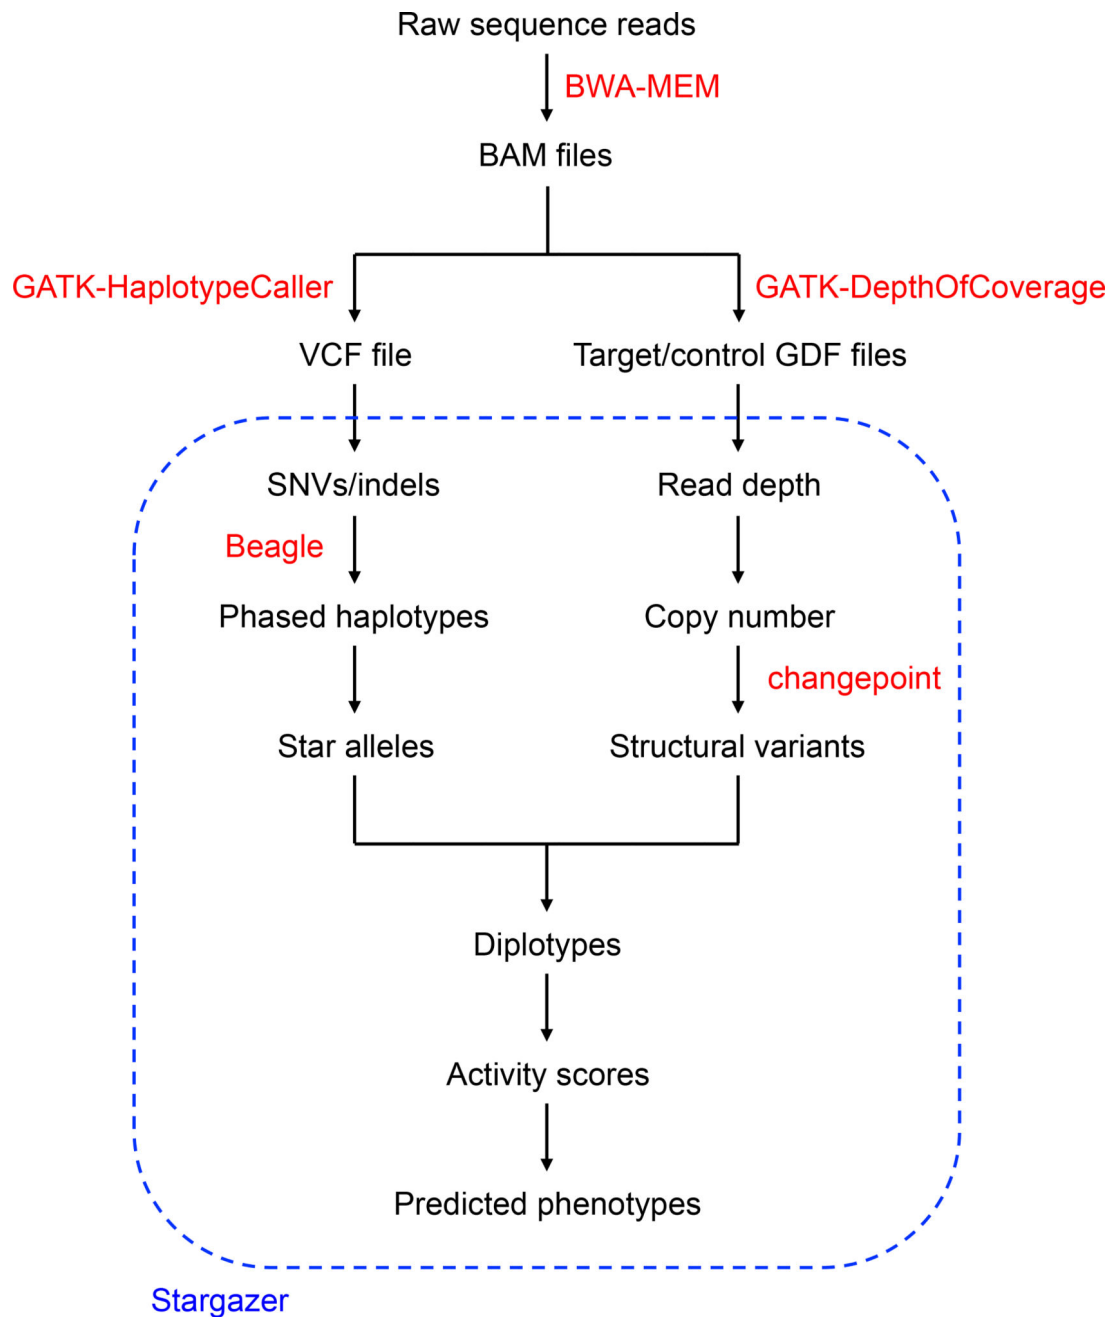 Raw sequence reads
BWA-MEM
BAM files
GATK-HaplotypeCaller
GATK-DepthOfCoverage
VCF file
Target/control GDF files
SNVs/indels
Read depth
Beagle
Phased haplotypes
Copy number
changepoint
Star alleles
Structural variants
Diplotypes
Activity scores
Predicted phenotypes
Stargazer